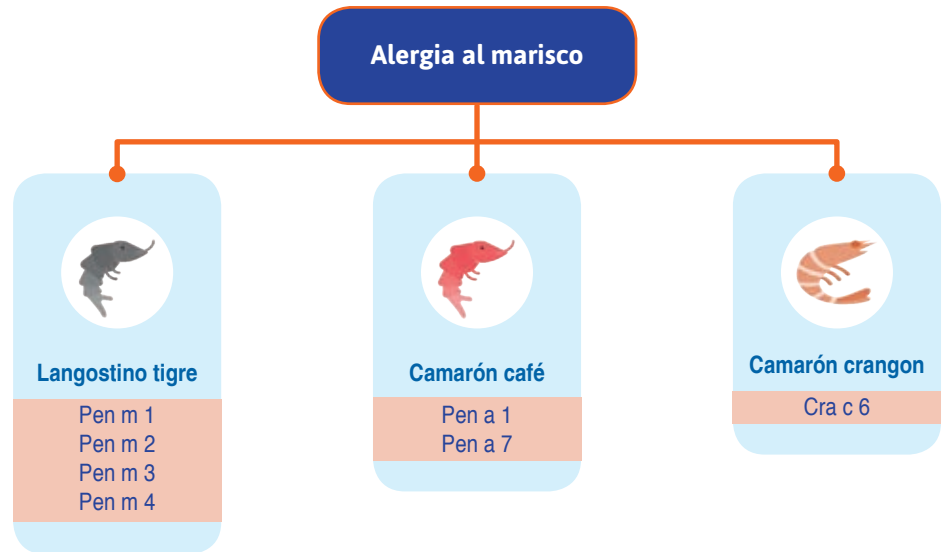 Alergia al marisco
Langostino tigre
Pen m 1
Pen m 2
Pen m 3
Pen m 4
Camarón café
Pen a 1
Pen a 7
Camarón crangon
Cra c 6